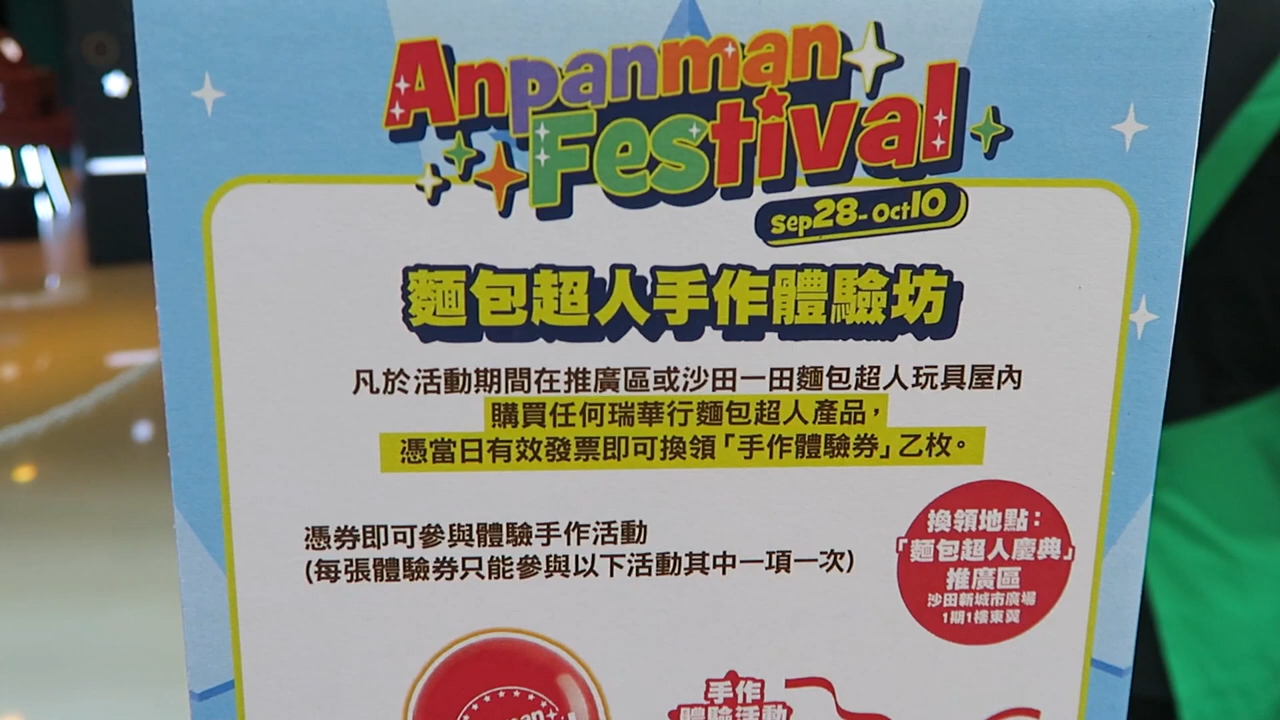 Anpanman
Festival
Sep28-Oct10
麵包超人手作體驗坊
凡於活動期間在推廣區或沙田一田麵包超人玩具屋內
購買任何瑞華行麵包超人產品，
憑當日有效發票即可換領「手作體驗券」乙枚。
憑券即可參與體驗手作活動
(每張體驗券只能參與以下活動其中一項一次)
換領地點：
「麵包超人慶典」
推廣區
沙田新城市廣場
1期1樓東翼
手作
體驗活動